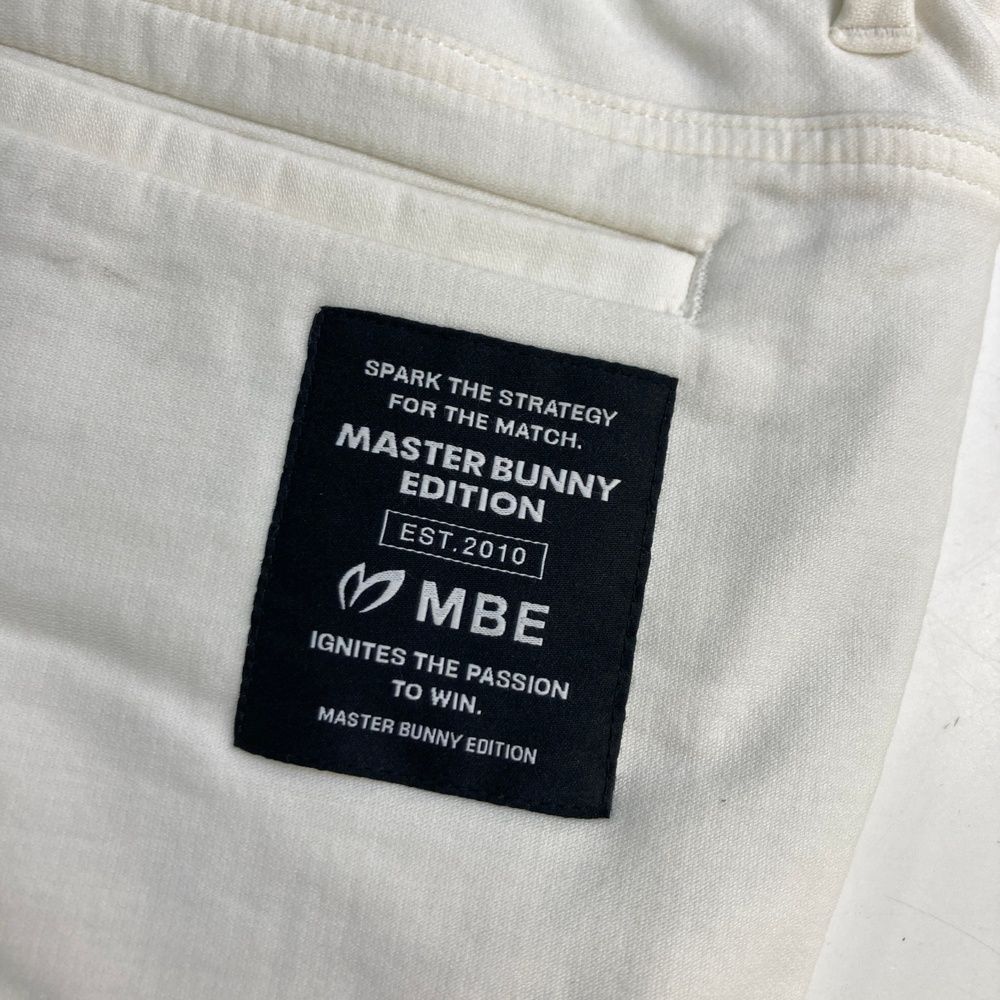 SPARK THE STRATEGY
FOR THE MATCH.
MASTER BUNNY
EDITION
EST.2010
MBE
IGNITES THE PASSION
TO WIN.
MASTER BUNNY EDITION